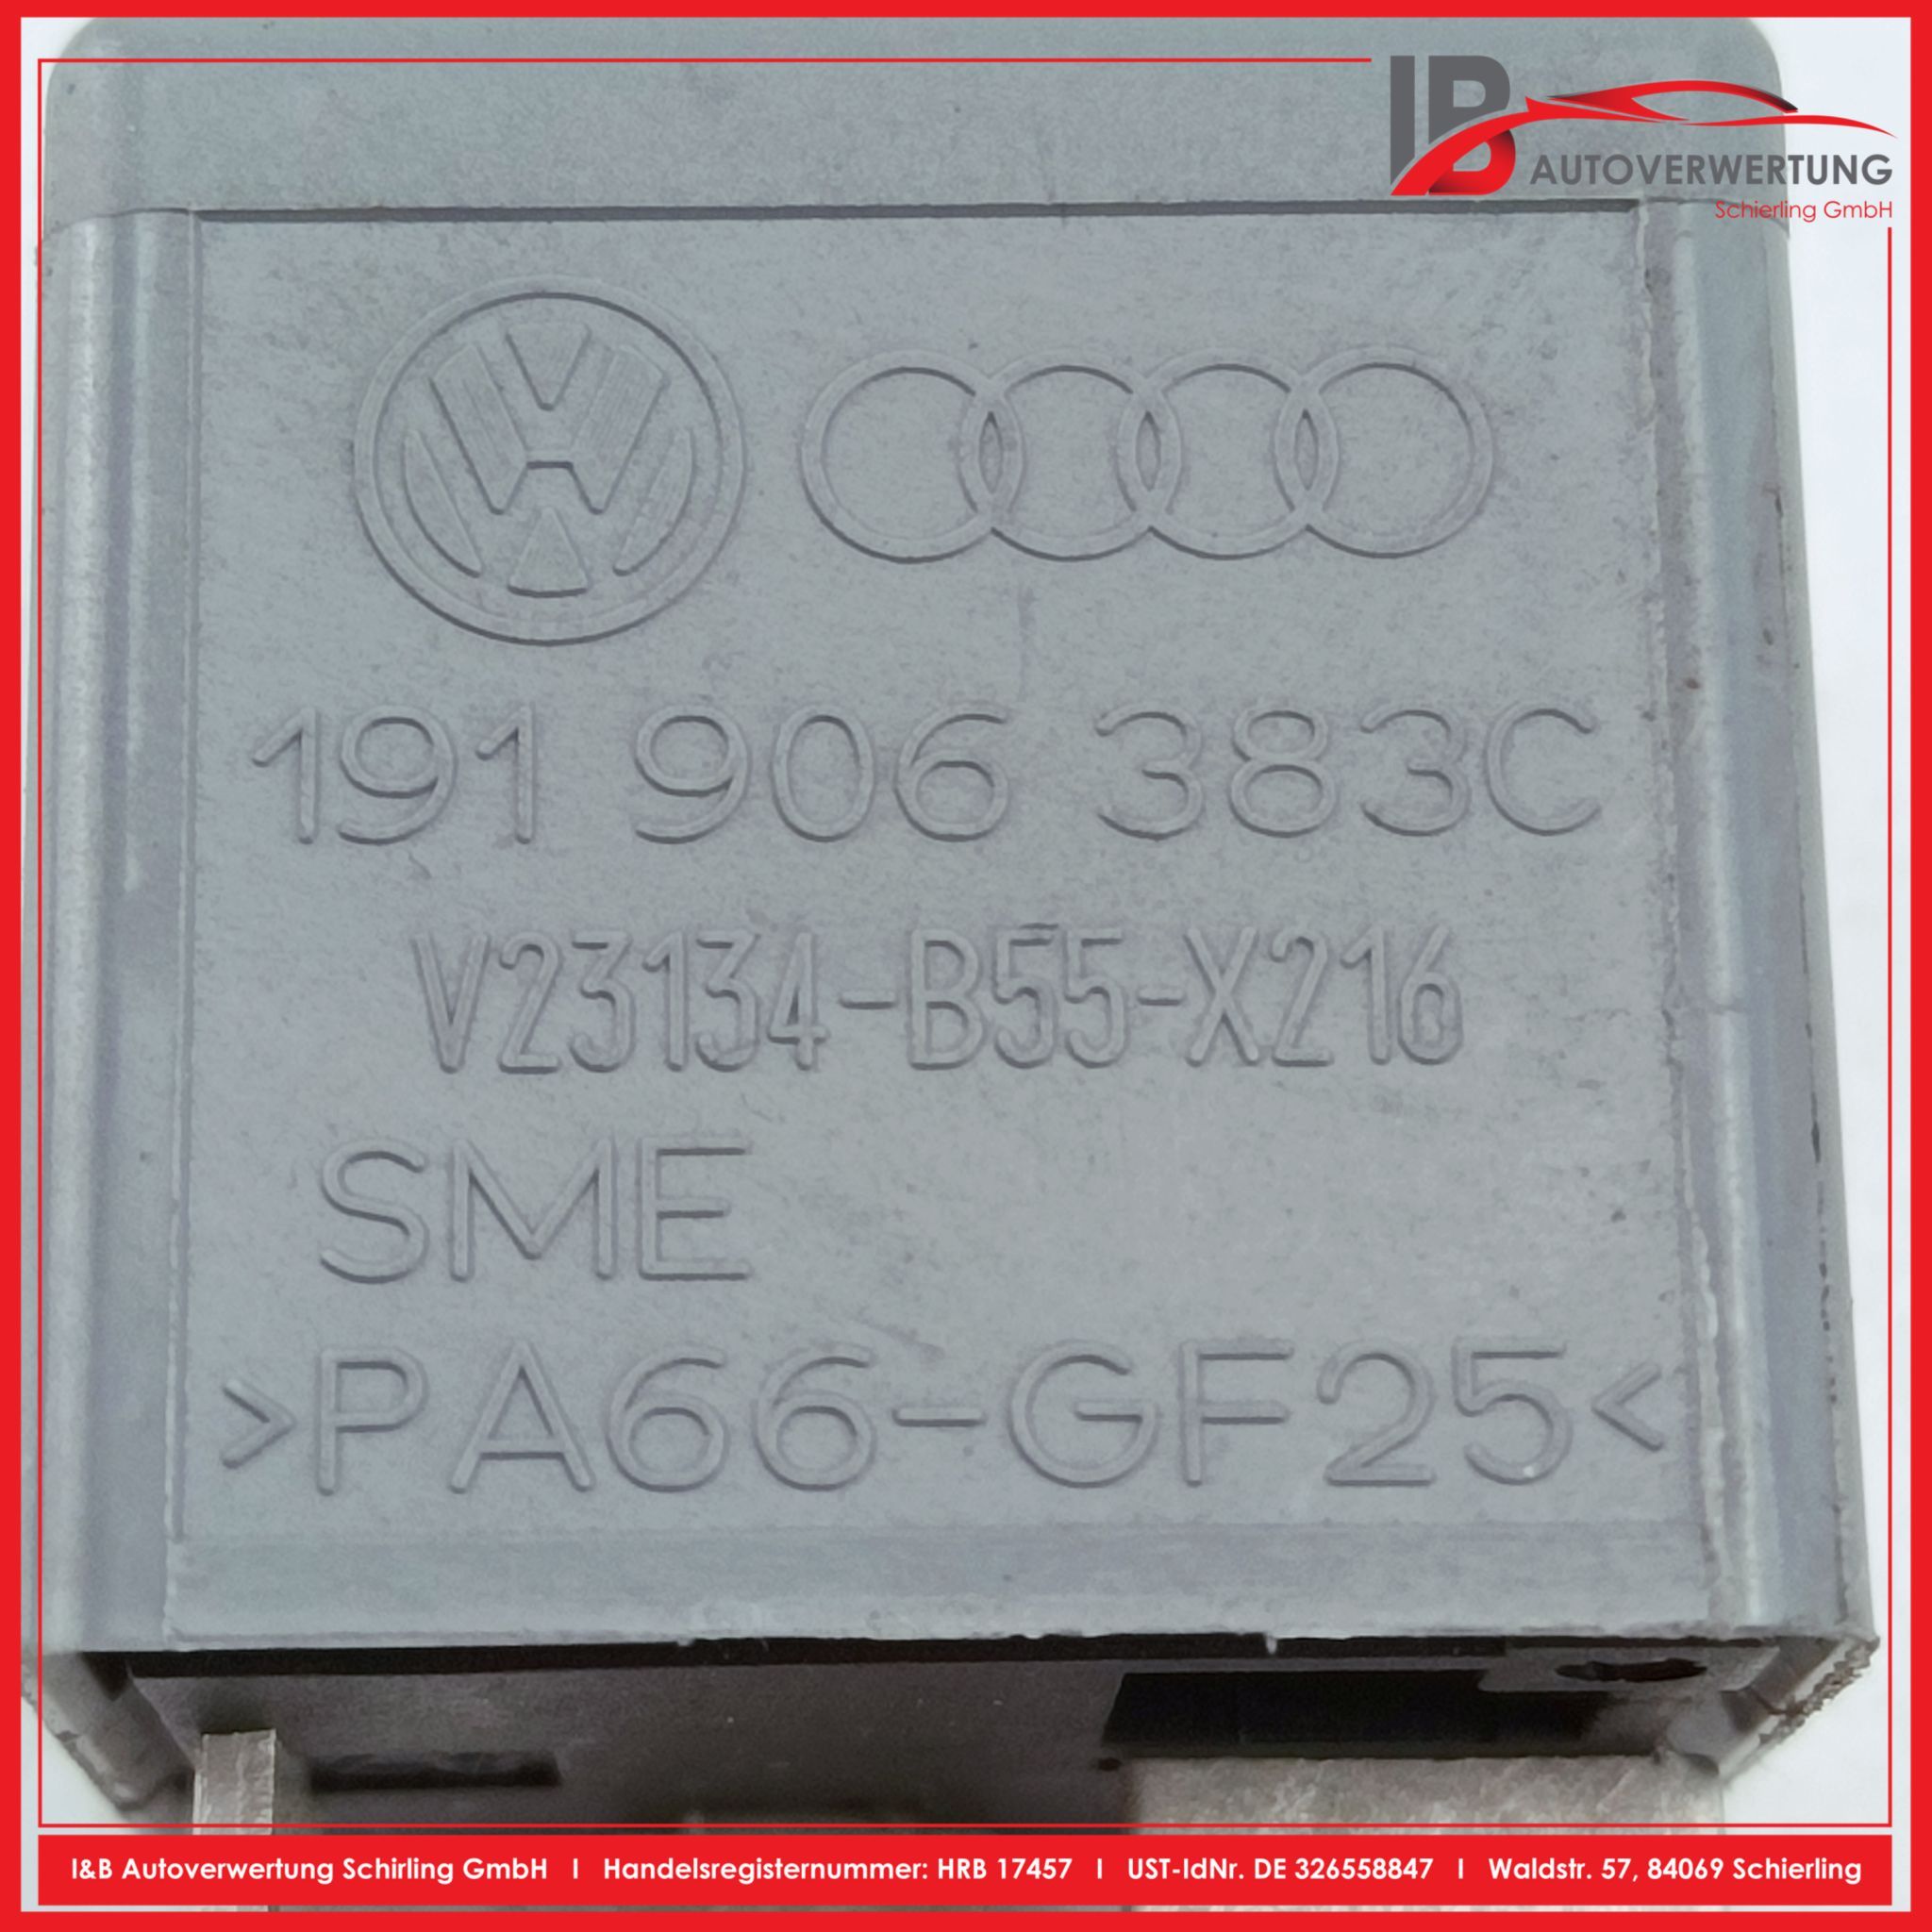 IB
AUTOVERWERTUNG
Schierling GmbH
191 906 383C
V23134-B55-X216
SME
>PA66-GF25<
I&B Autoverwertung Schirling GmbH | Handelsregisternummer: HRB 17457 | UST-IdNr. DE 326558847 | Waldstr. 57, 84069 Schierling